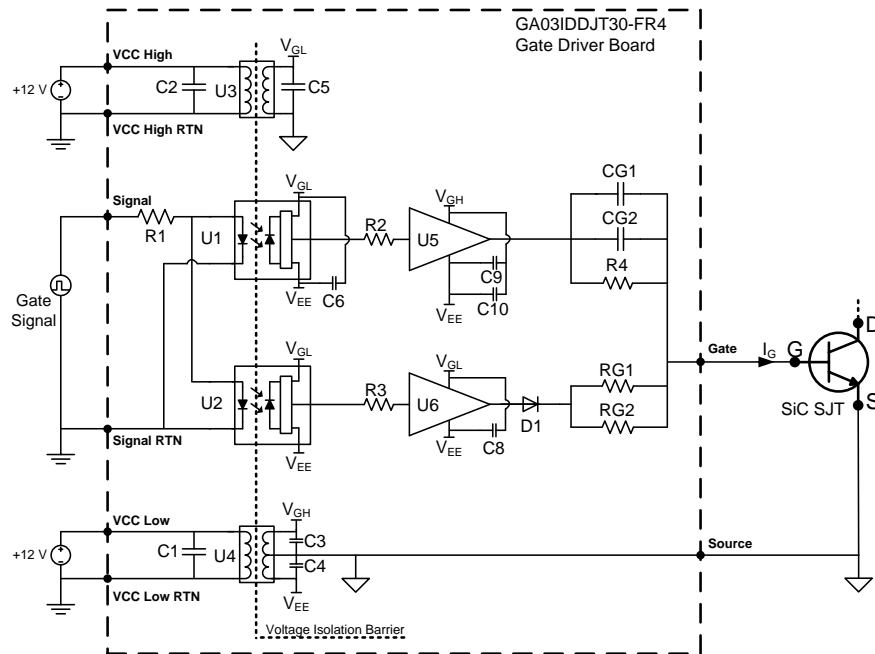 GA03IDDJT30-FR4
Gate Driver Board
VCC High
VGL
+12 V
C2
U3
C5
VCC High RTN
Signal
R1
U1
VGL
VEE
C6
R2
VGH
U5
C9
C10
VEE
CG1
CG2
R4
Gate
Signal
Gate
IG
G
D
S
SiC SJT
U2
VGL
VEE
R3
VGL
U6
VEE
C8
D1
RG1
RG2
Signal RTN
VCC Low
VGH
+12 V
C1
U4
C3
C4
Source
VCC Low RTN
VEE
Voltage Isolation Barrier